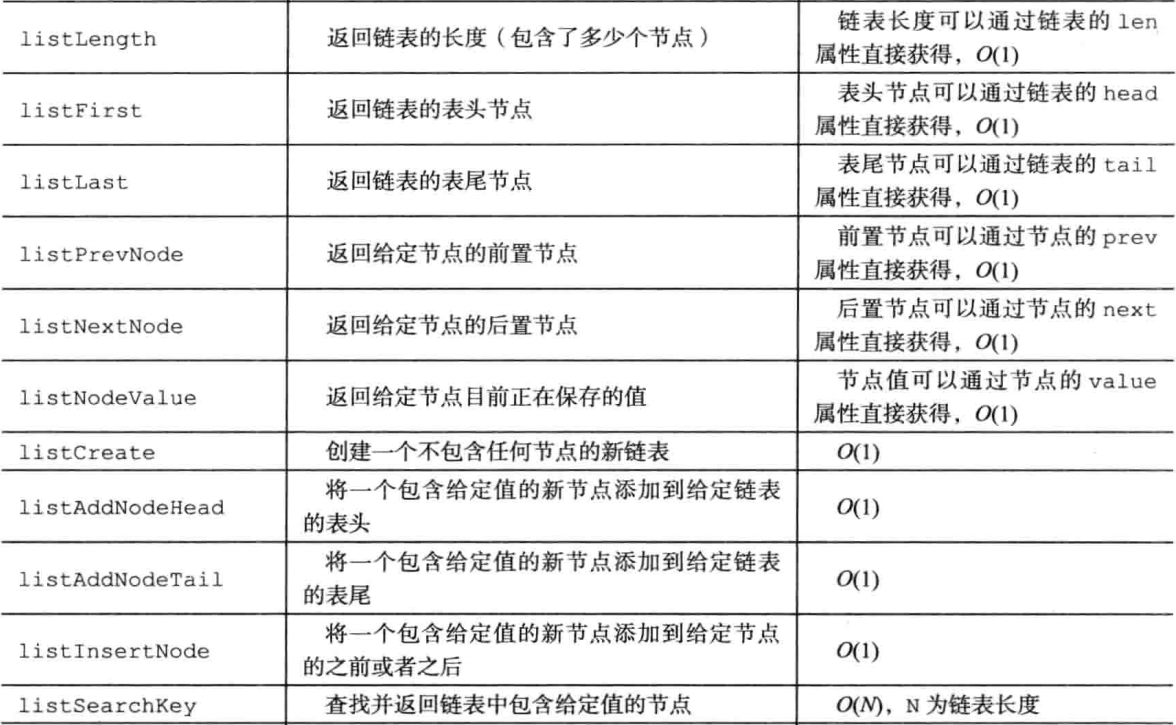 listLength 返回链表的长度（包含了多少个节点） 链表长度可以通过链表的 len
属性直接获得，O(1)
listFirst 返回链表的表头节点 表头节点可以通过链表的 head
属性直接获得，O(1)
listLast 返回链表的表尾节点 表尾节点可以通过链表的 tail
属性直接获得，O(1)
listPrevNode 返回给定节点的前置节点 前置节点可以通过节点的 prev
属性直接获得，O(1)
listNextNode 返回给定节点的后置节点 后置节点可以通过节点的 next
属性直接获得，O(1)
listNodeValue 返回给定节点目前正在保存的值 节点值可以通过节点的 value
属性直接获得，O(1)
listCreate 创建一个不包含任何节点的新链表 O(1)
listAddNodeHead 将一个包含给定值的新节点添加到给定链表
的表头 O(1)
listAddNodeTail 将一个包含给定值的新节点添加到给定链表
的表尾 O(1)
listInsertNode 将一个包含给定值的新节点添加到给定节点
的之前或者之后 O(1)
listSearchKey 查找并返回链表中包含给定值的节点 O(N)，N 为链表长度